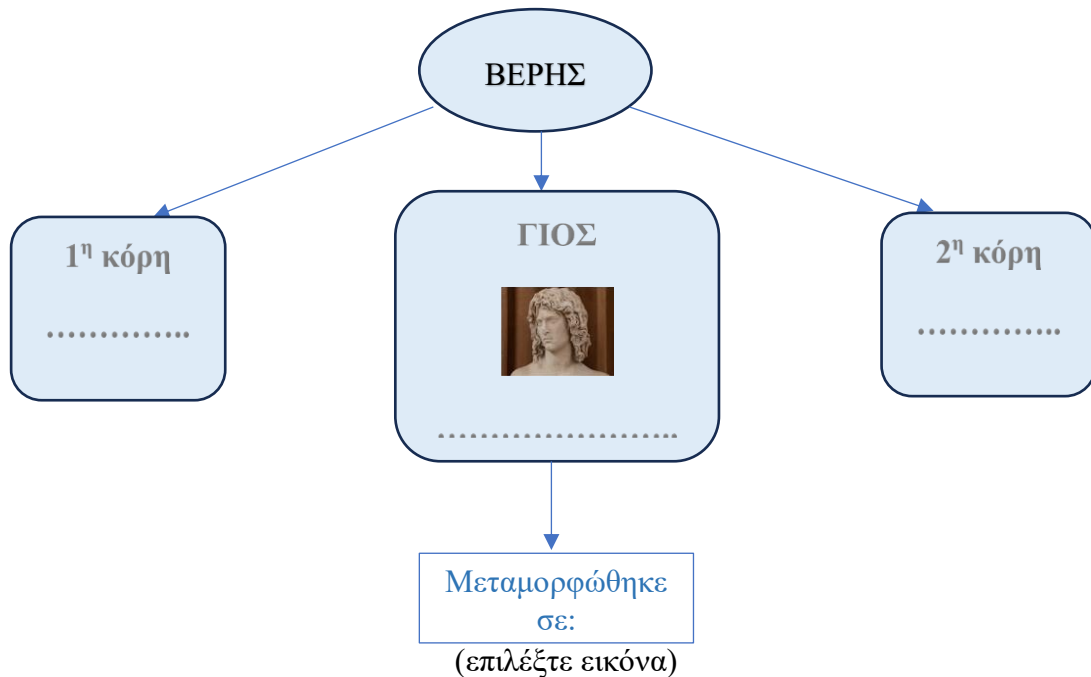 ΒΕΡΗΣ
1η κόρη
…………..
ΓΙΟΣ
…………………..
2η κόρη
…………..
Μεταμορφώθηκε
σε:
(επιλέξτε εικόνα)